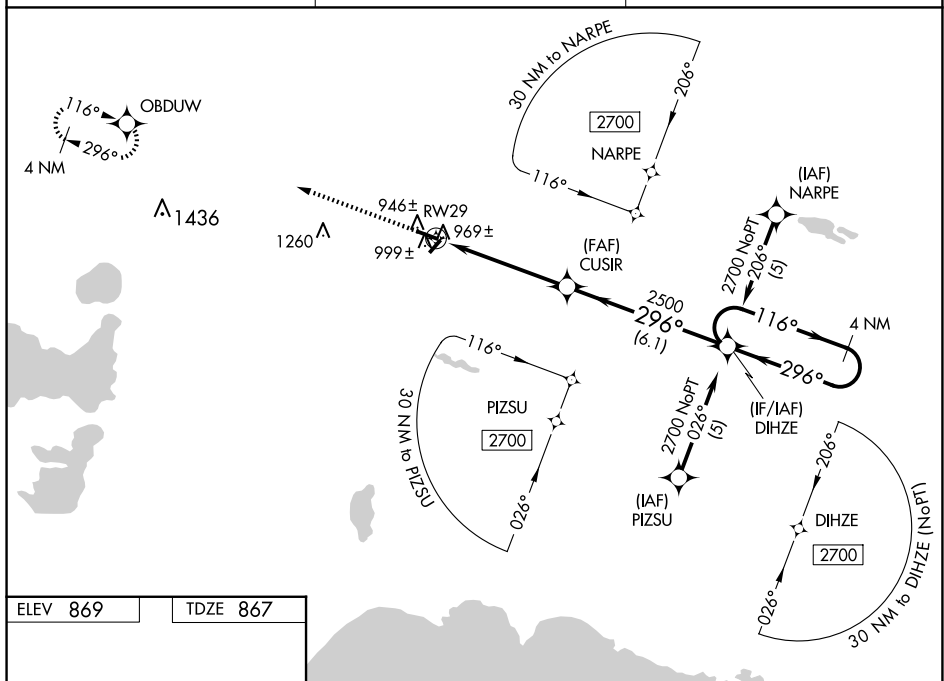 30 NM to NARPE
206°
2700
NARPE
116°
116°
OBDUW
296°
4 NM
1436
1260
946±
RW29
969±
999±
(IAF)
NARPE
2700 NoPT
206°
(5)
(FAF)
CUSIR
2500
296°
(6.1)
116°
4 NM
296°
(IF/IAF)
DIHZE
2700 NoPT
026°
(5)
(IAF)
PIZSU
116°
30 NM to PIZSU
PIZSU
2700
026°
206°
DIHZE
2700
026°
30 NM to DIHZE (NoPT)
ELEV 869
TDZE 867